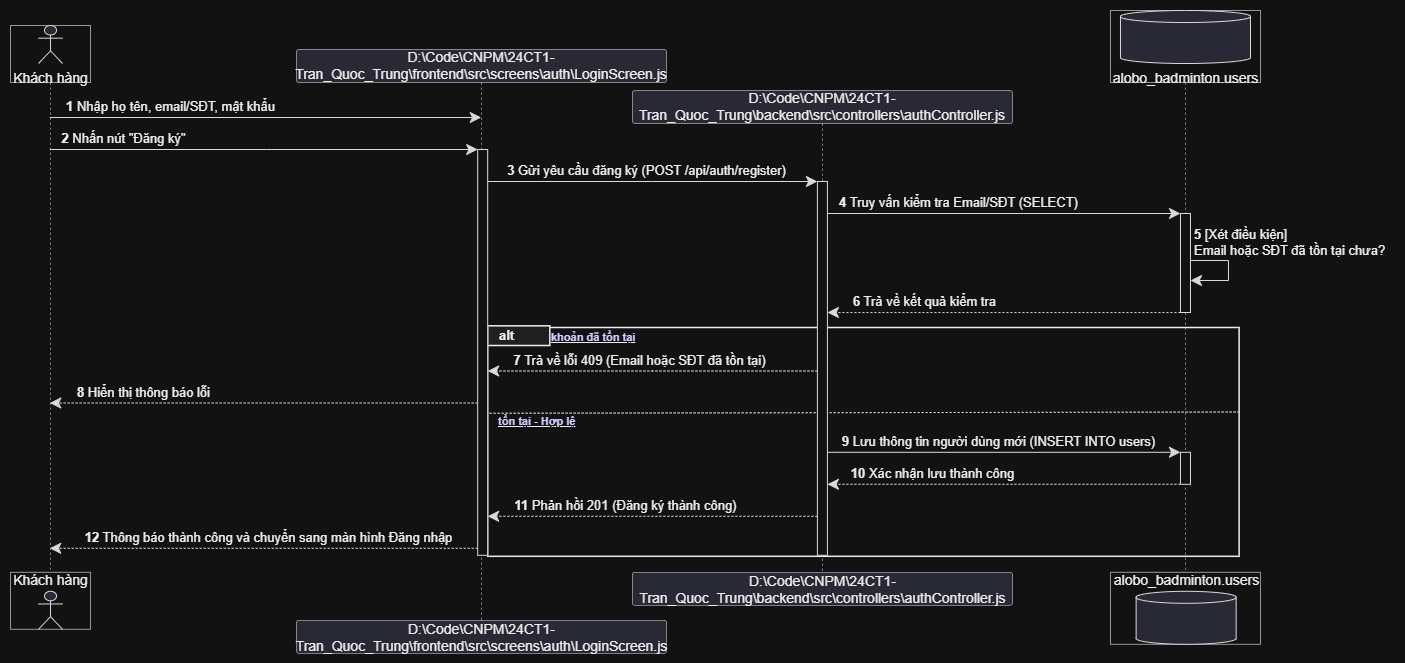 Khách hàng
D:\Code\CNPM\24CT1-
Tran_Quoc_Trung\frontend\src\screens\auth\LoginScreen.js
D:\Code\CNPM\24CT1-
Tran_Quoc_Trung\backend\src\controllers\authController.js
alobo_badminton.users
1 Nhập họ tên, email/SĐT, mật khẩu
2 Nhấn nút "Đăng ký"
3 Gửi yêu cầu đăng ký (POST /api/auth/register)
4 Truy vấn kiểm tra Email/SĐT (SELECT)
5 [Xét điều kiện]
Email hoặc SĐT đã tồn tại chưa?
6 Trả về kết quả kiểm tra
alt
khoản đã tồn tại
7 Trả về lỗi 409 (Email hoặc SĐT đã tồn tại)
8 Hiển thị thông báo lỗi
tồn tại - Hợp lệ
9 Lưu thông tin người dùng mới (INSERT INTO users)
10 Xác nhận lưu thành công
11 Phản hồi 201 (Đăng ký thành công)
12 Thông báo thành công và chuyển sang màn hình Đăng nhập
Khách hàng
D:\Code\CNPM\24CT1-
Tran_Quoc_Trung\frontend\src\screens\auth\LoginScreen.js
D:\Code\CNPM\24CT1-
Tran_Quoc_Trung\backend\src\controllers\authController.js
alobo_badminton.users